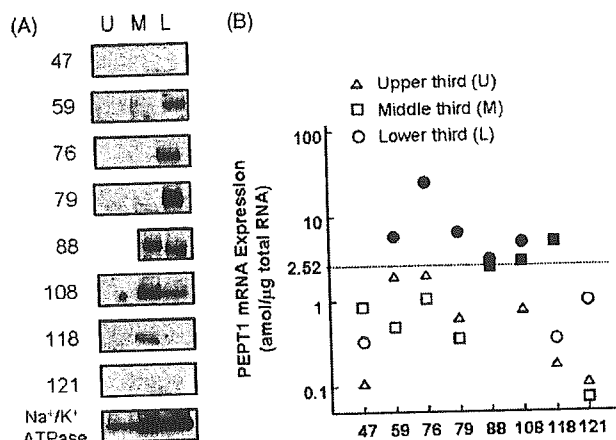 (A)
U M L
47
59
76
79
88
108
118
121
Na⁺/K⁺
ATPase
(B)
△ Upper third (U)
□ Middle third (M)
○ Lower third (L)
PEPT1 mRNA Expression
(amol/μg total RNA)
100
10
2.52
1
0.1
47 59 76 79 88 108 118 121